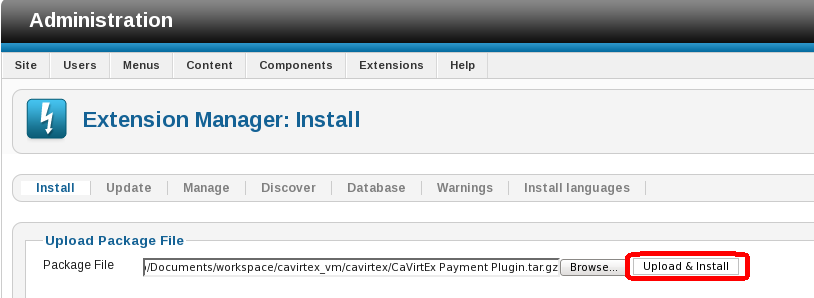 Administration
Site Users Menus Content Components Extensions Help
Extension Manager: Install
Install Update Manage Discover Database Warnings Install languages
Upload Package File
Package File /Documents/workspace/cavirtex_vm/cavirtex/CaVirtEx Payment Plugin.tar.gz Browse... Upload & Install